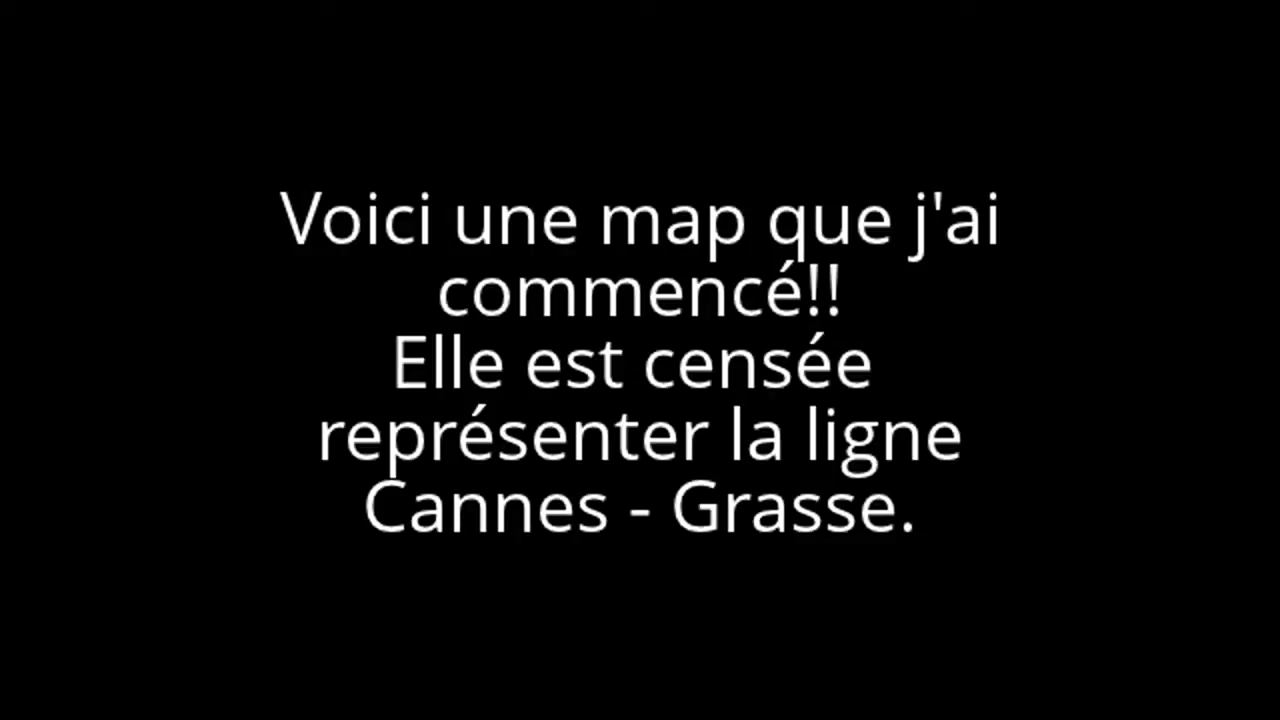 Voici une map que j'ai
commencé!!
Elle est censée
représenter la ligne
Cannes - Grasse.